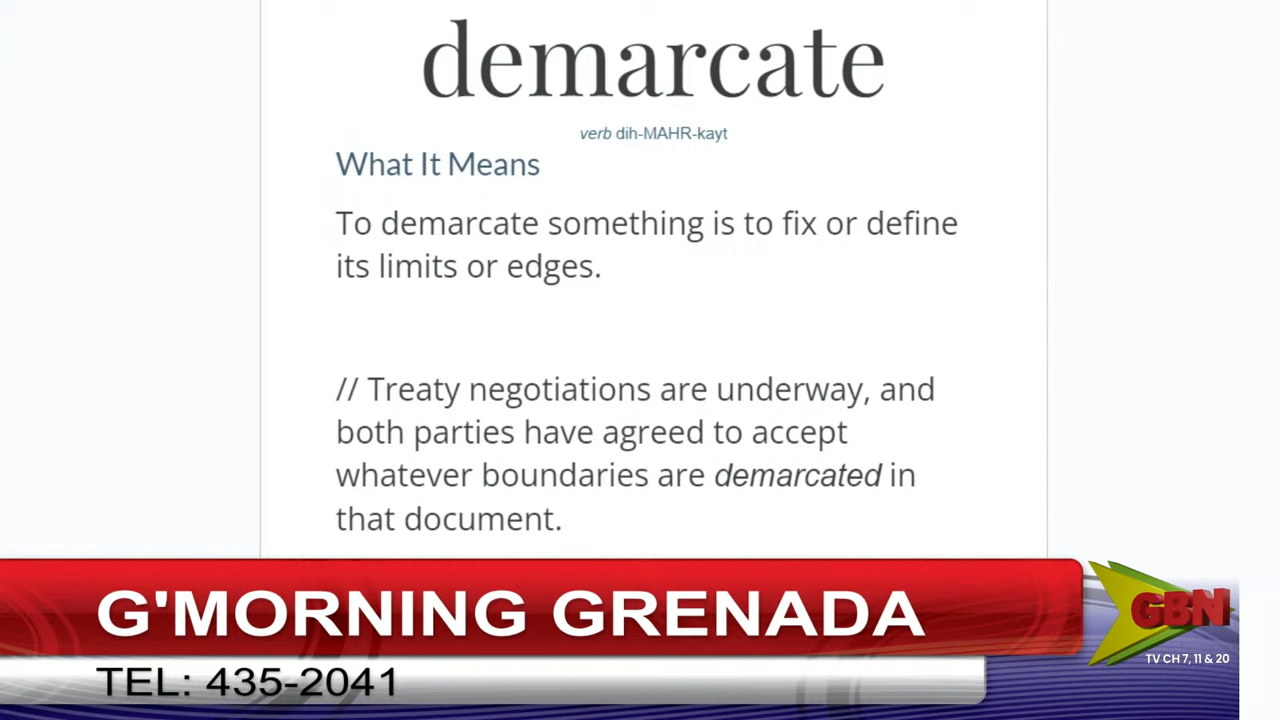 demarcate
verb dih-MAHR-kayt
What It Means
To demarcate something is to fix or define
its limits or edges.
// Treaty negotiations are underway, and
both parties have agreed to accept
whatever boundaries are demarcated in
that document.
G'MORNING GRENADA
GBN
TV CH 7, 11 & 20
TEL: 435-2041